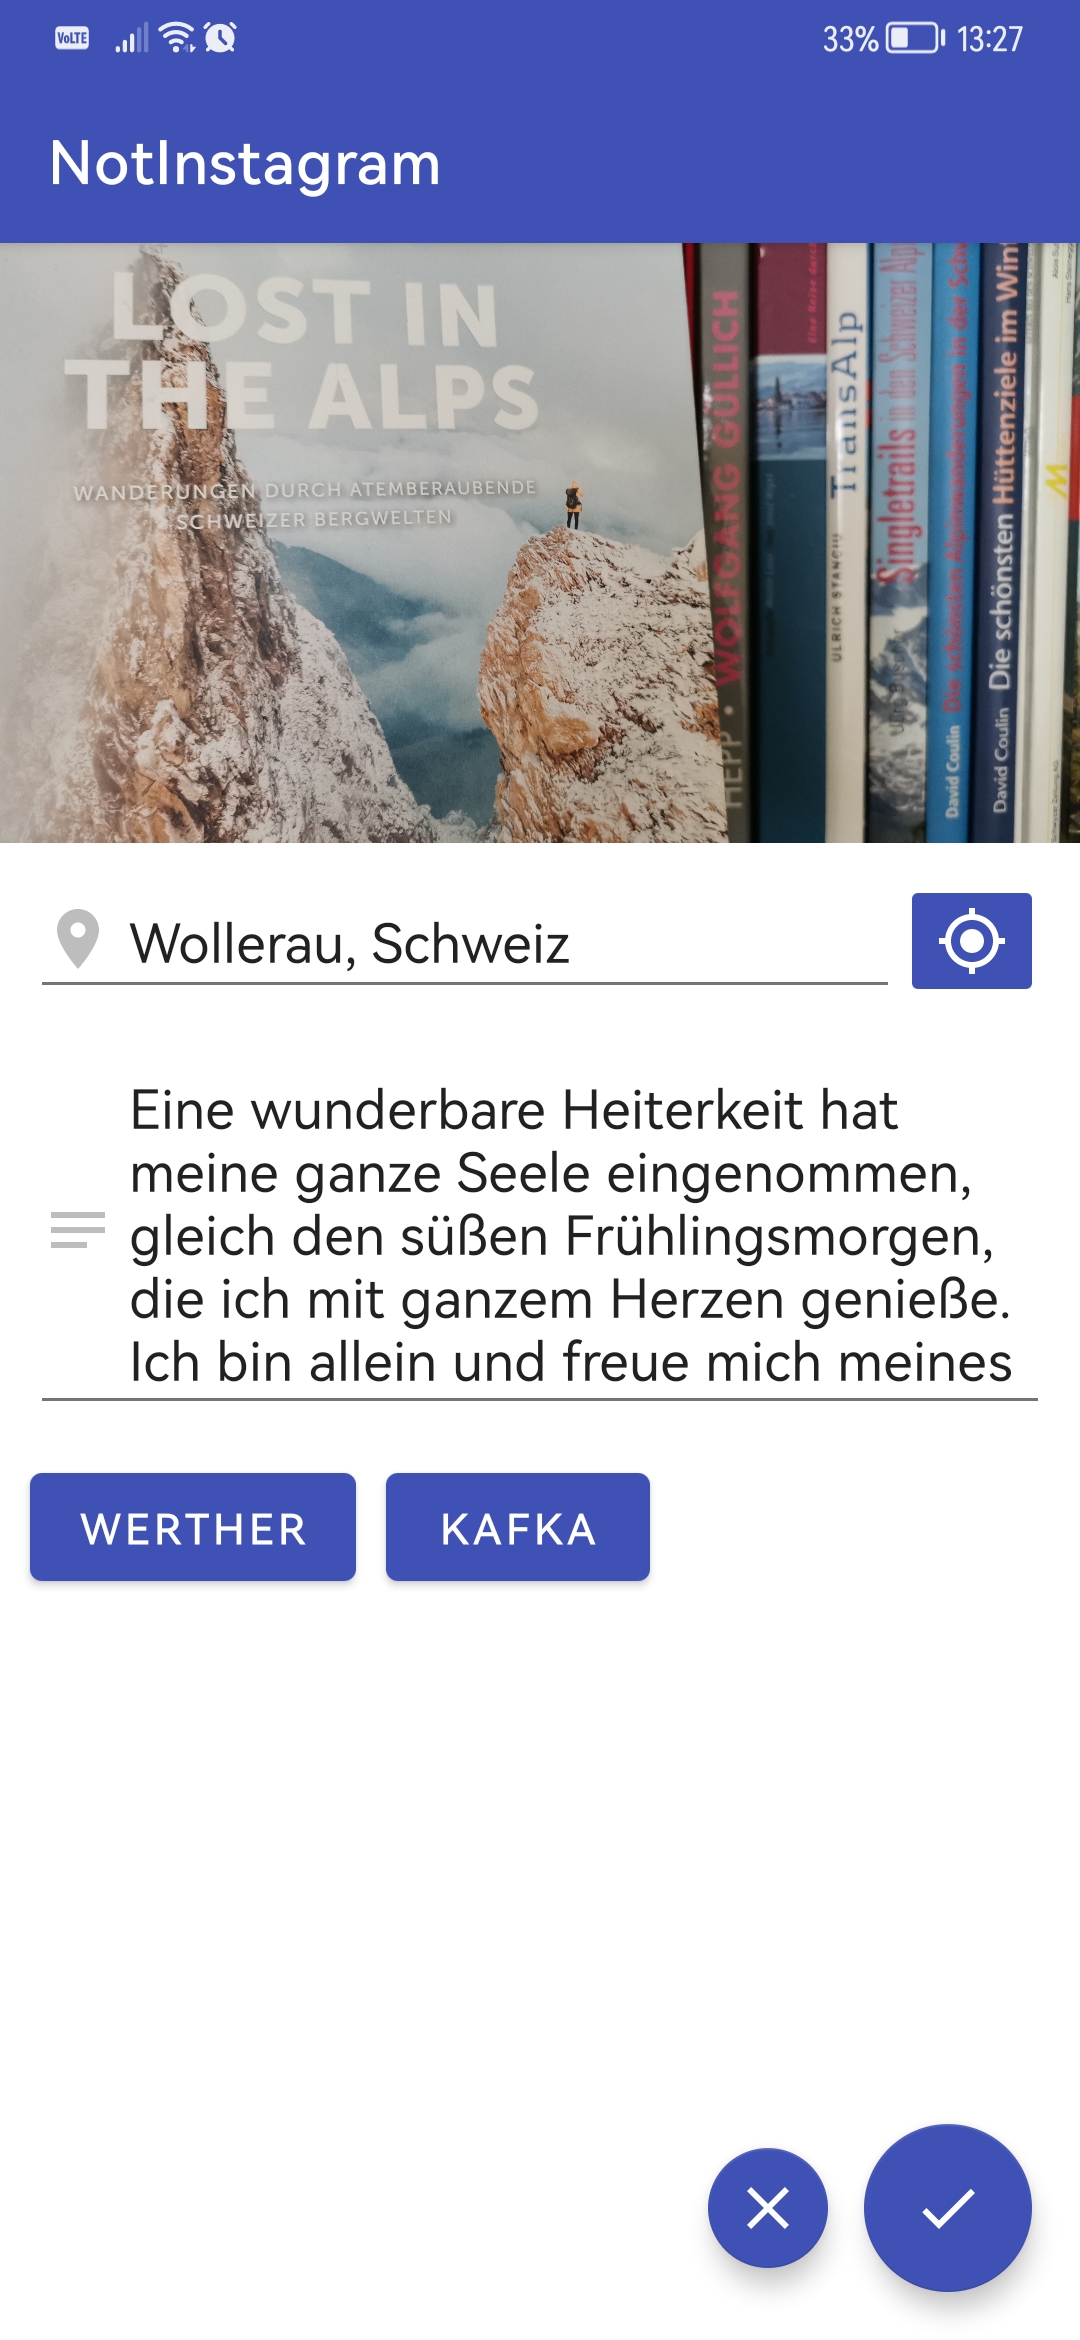 VoLTE
33% 13:27
NotInstagram
LOST IN
THE ALPS
WANDERUNGEN DURCH ATEMBERAUBENDE
SCHWEIZER BERGWELTEN
HEPP • WOLFGANG GÜLLICH
ULRICH STANCIU TransAlp
Singletrails in den Schweizer Alp
David Coulin Die schönsten Alpinwanderungen in der Schw
David Coulin Die schönsten Hüttenziele im Win
Wollerau, Schweiz
Eine wunderbare Heiterkeit hat
meine ganze Seele eingenommen,
gleich den süßen Frühlingsmorgen,
die ich mit ganzem Herzen genieße.
Ich bin allein und freue mich meines
WERTHER
KAFKA